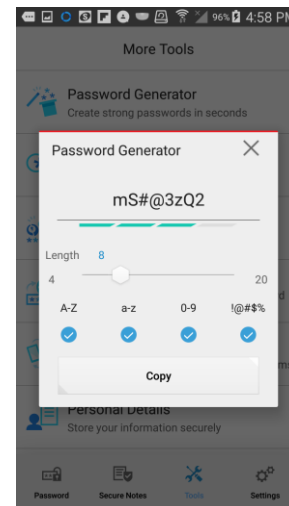 96% 4:58 PM
More Tools
Password Generator
Create strong passwords in seconds
Password Generator
mS#@3zQ2
Length 8
4 20
A-Z a-z 0-9 !@#$%
Copy
Personal Details
Store your information securely
Password Secure Notes Tools Settings